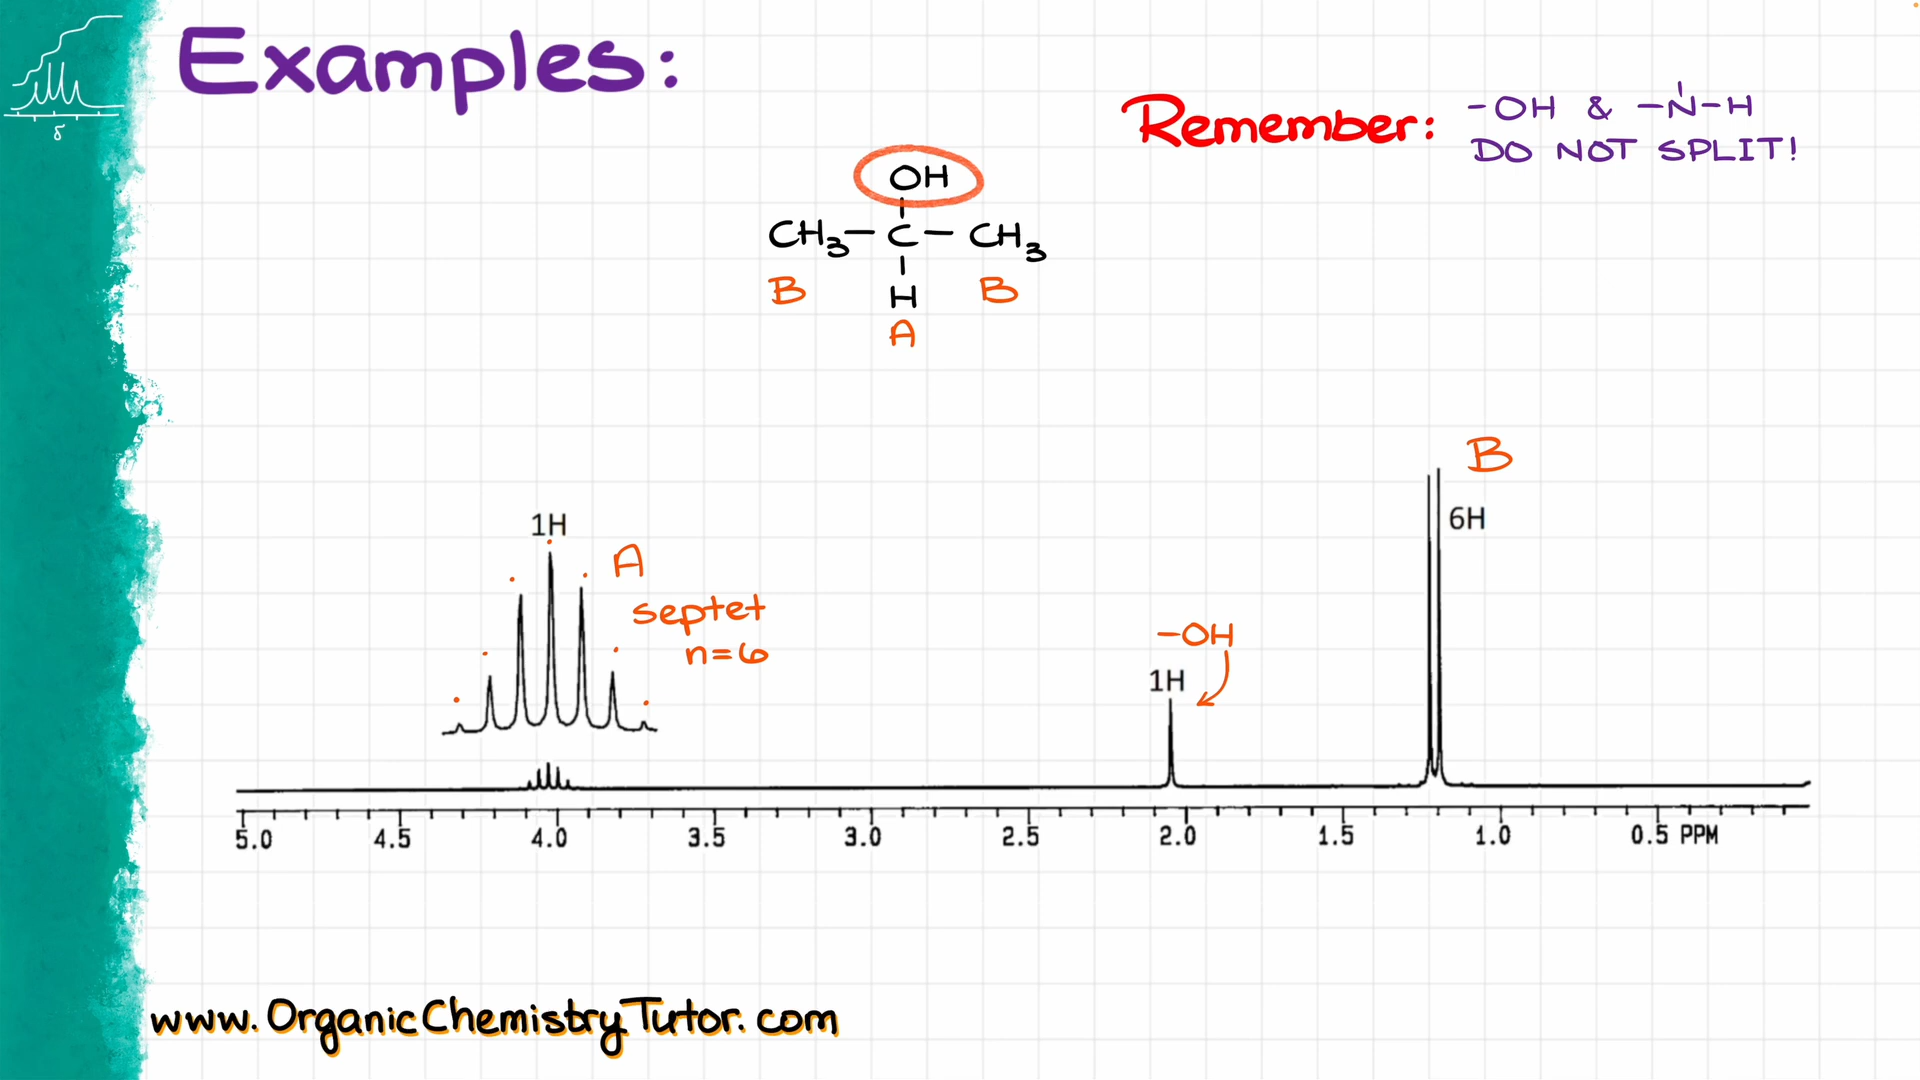 Examples:
Remember: -OH & -N-H
DO NOT SPLIT!
OH
CH3-C-CH3
B H B
A
B
1H
6H
A
septet
n=6
-OH
1H
5.0 4.5 4.0 3.5 3.0 2.5 2.0 1.5 1.0 0.5 PPM
www.OrganicChemistryTutor.com
δ